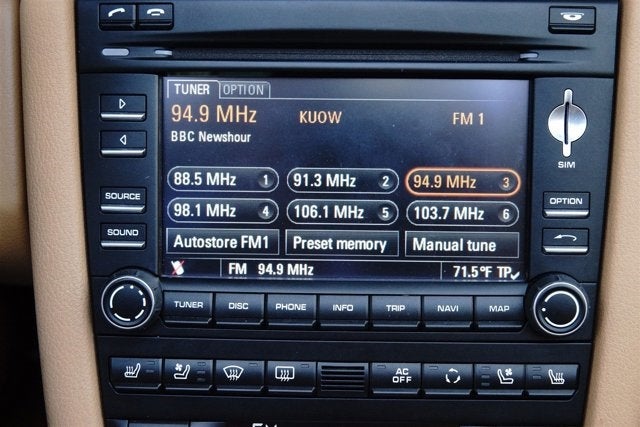 TUNER OPTION
94.9 MHz KUOW FM 1
BBC Newshour
88.5 MHz 1 91.3 MHz 2 94.9 MHz 3
98.1 MHz 4 106.1 MHz 5 103.7 MHz 6
Autostore FM1 Preset memory Manual tune
FM 94.9 MHz 71.5°F TP
SOURCE
SOUND
SIM
OPTION
TUNER DISC PHONE INFO TRIP NAVI MAP
AC OFF